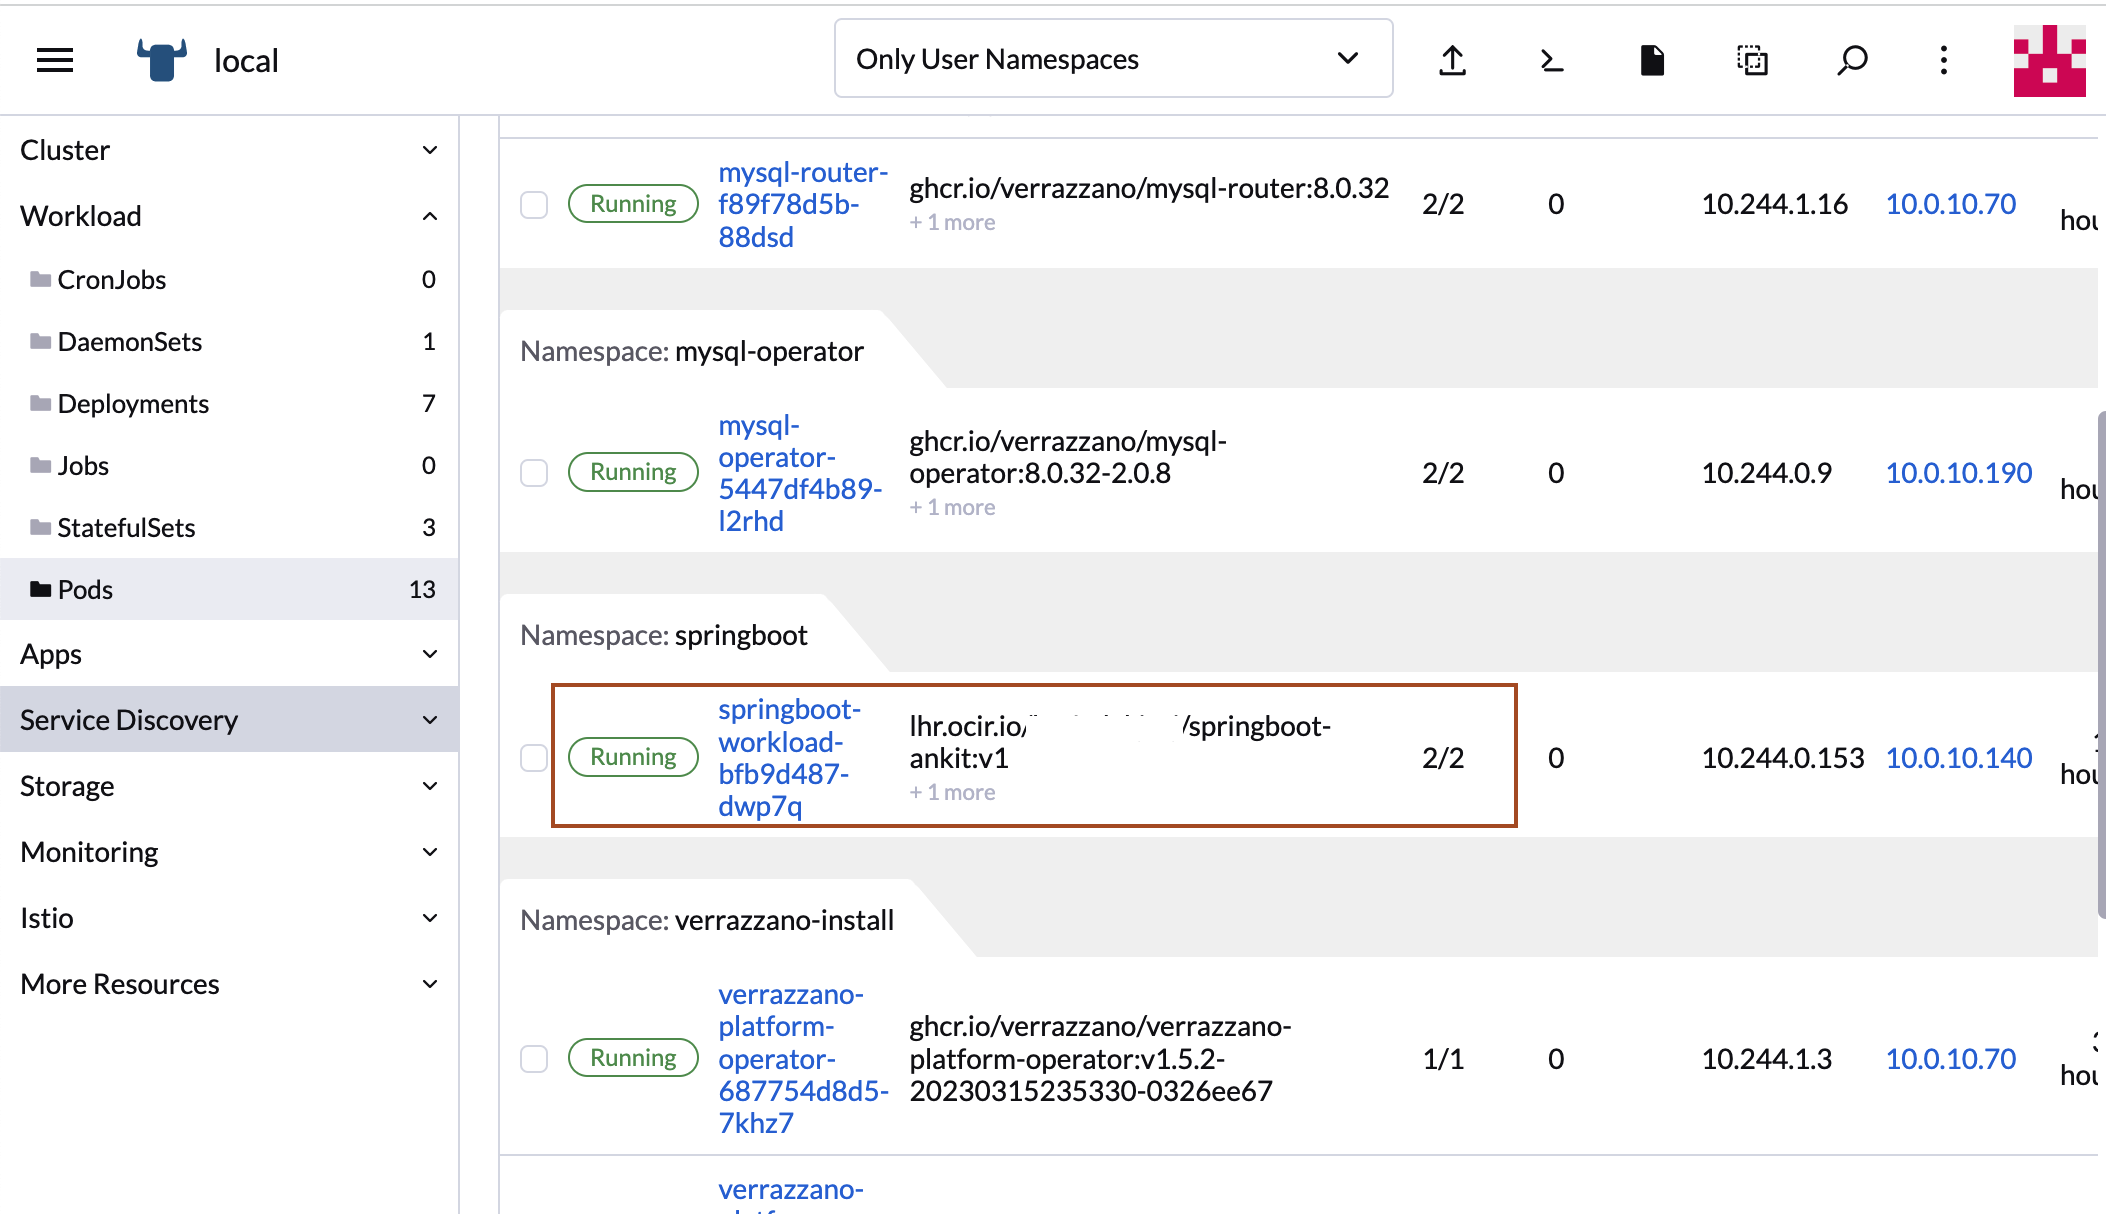 local
Only User Namespaces
Cluster
Workload
CronJobs 0
DaemonSets 1
Deployments 7
Jobs 0
StatefulSets 3
Pods 13
Apps
Service Discovery
Storage
Monitoring
Istio
More Resources
Running
mysql-router-
f89f78d5b-
88dsd
ghcr.io/verrazzano/mysql-router:8.0.32
+ 1 more
2/2
0
10.244.1.16
10.0.10.70
Namespace: mysql-operator
Running
mysql-
operator-
5447df4b89-
l2rhd
ghcr.io/verrazzano/mysql-
operator:8.0.32-2.0.8
+ 1 more
2/2
0
10.244.0.9
10.0.10.190
Namespace: springboot
Running
springboot-
workload-
bfb9d487-
dwp7q
lhr.ocir.io/ /springboot-
ankit:v1
+ 1 more
2/2
0
10.244.0.153
10.0.10.140
Namespace: verrazzano-install
Running
verrazzano-
platform-
operator-
687754d8d5-
7khz7
ghcr.io/verrazzano/verrazzano-
platform-operator:v1.5.2-
20230315235330-0326ee67
1/1
0
10.244.1.3
10.0.10.70
verrazzano-